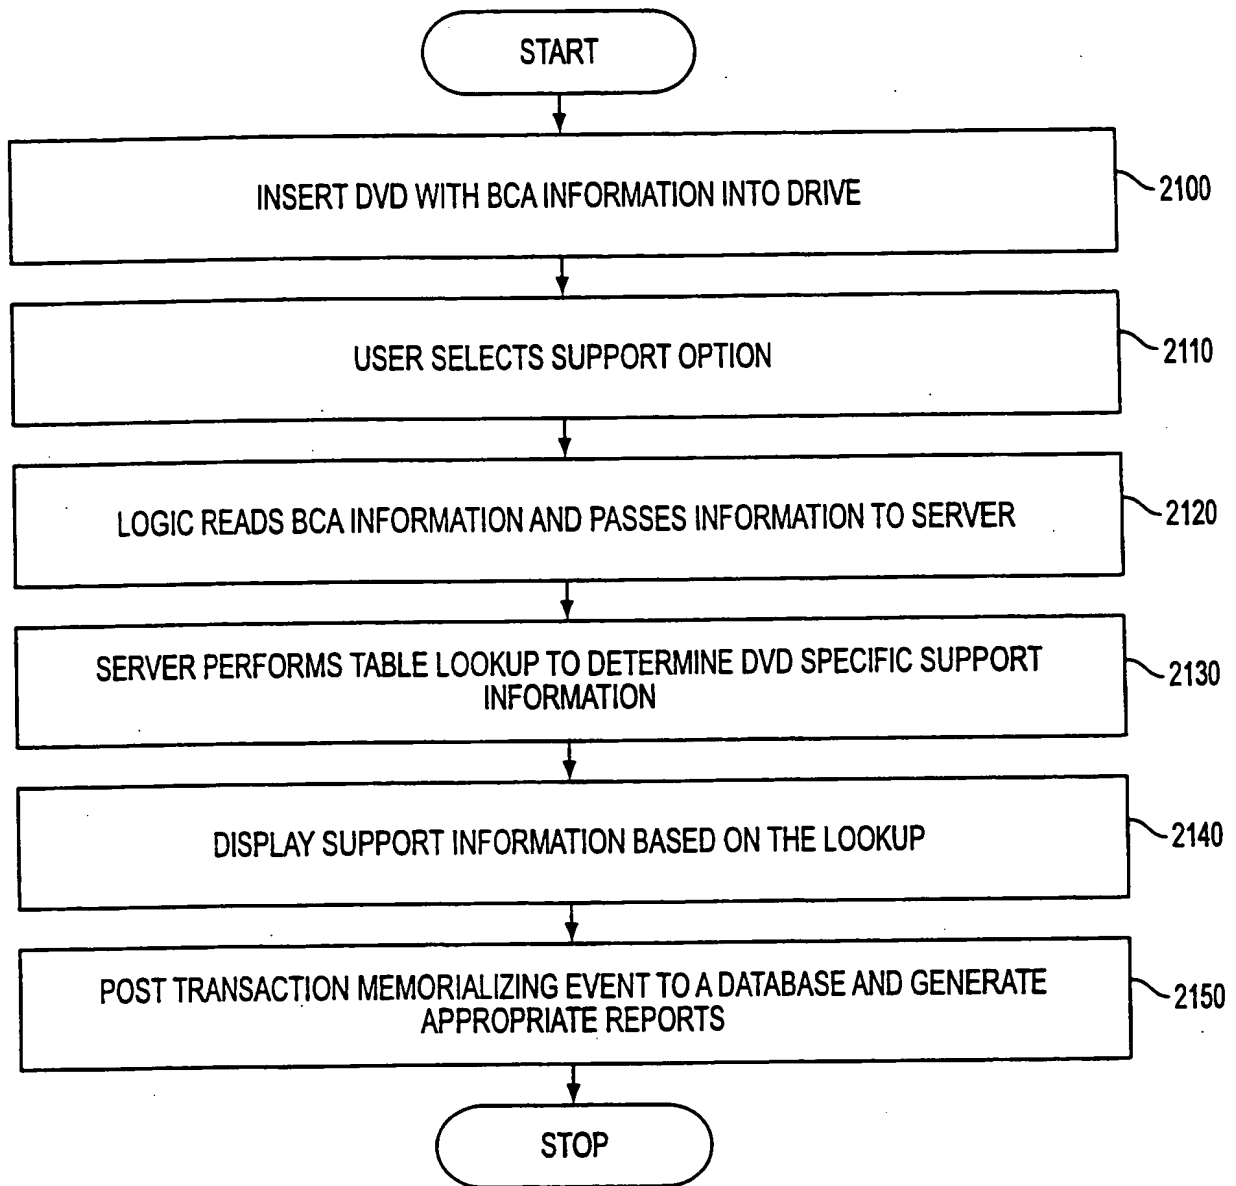 START
INSERT DVD WITH BCA INFORMATION INTO DRIVE
2100
USER SELECTS SUPPORT OPTION
2110
LOGIC READS BCA INFORMATION AND PASSES INFORMATION TO SERVER
2120
SERVER PERFORMS TABLE LOOKUP TO DETERMINE DVD SPECIFIC SUPPORT
INFORMATION
2130
DISPLAY SUPPORT INFORMATION BASED ON THE LOOKUP
2140
POST TRANSACTION MEMORIALIZING EVENT TO A DATABASE AND GENERATE
APPROPRIATE REPORTS
2150
STOP